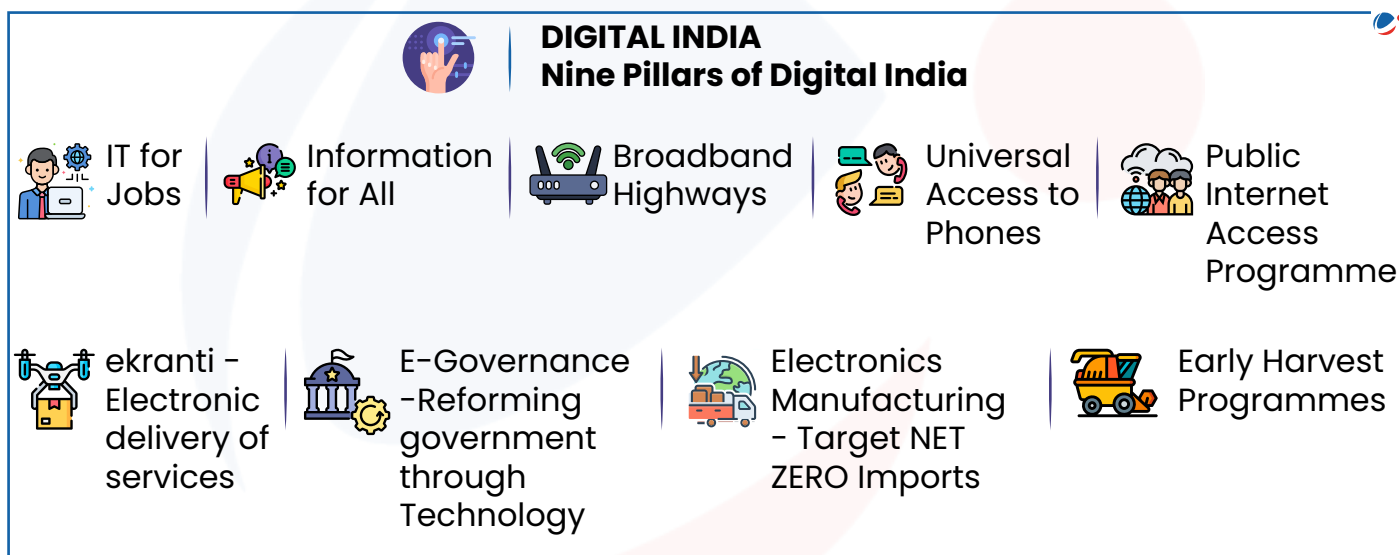 DIGITAL INDIA
Nine Pillars of Digital India
IT for
Jobs
Information
for All
Broadband
Highways
Universal
Access to
Phones
Public
Internet
Access
Programme
ekranti -
Electronic
delivery of
services
E-Governance
-Reforming
government
through
Technology
Electronics
Manufacturing
- Target NET
ZERO Imports
Early Harvest
Programmes